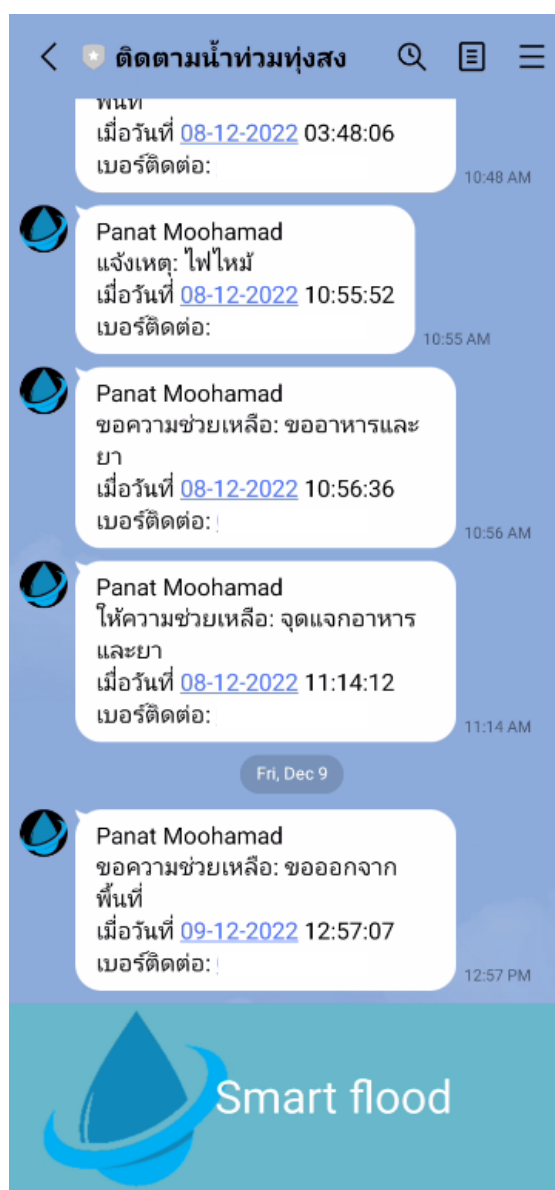 ติดตามน้ำท่วมทุ่งสง
พื้นที่
เมื่อวันที่ 08-12-2022 03:48:06
เบอร์ติดต่อ:
10:48 AM
Panat Moohamad
แจ้งเหตุ: ไฟไหม้
เมื่อวันที่ 08-12-2022 10:55:52
เบอร์ติดต่อ:
10:55 AM
Panat Moohamad
ขอความช่วยเหลือ: ขออาหารและ
ยา
เมื่อวันที่ 08-12-2022 10:56:36
เบอร์ติดต่อ:
10:56 AM
Panat Moohamad
ให้ความช่วยเหลือ: จุดแจกอาหาร
และยา
เมื่อวันที่ 08-12-2022 11:14:12
เบอร์ติดต่อ:
11:14 AM
Fri, Dec 9
Panat Moohamad
ขอความช่วยเหลือ: ขอออกจาก
พื้นที่
เมื่อวันที่ 09-12-2022 12:57:07
เบอร์ติดต่อ:
12:57 PM
Smart flood